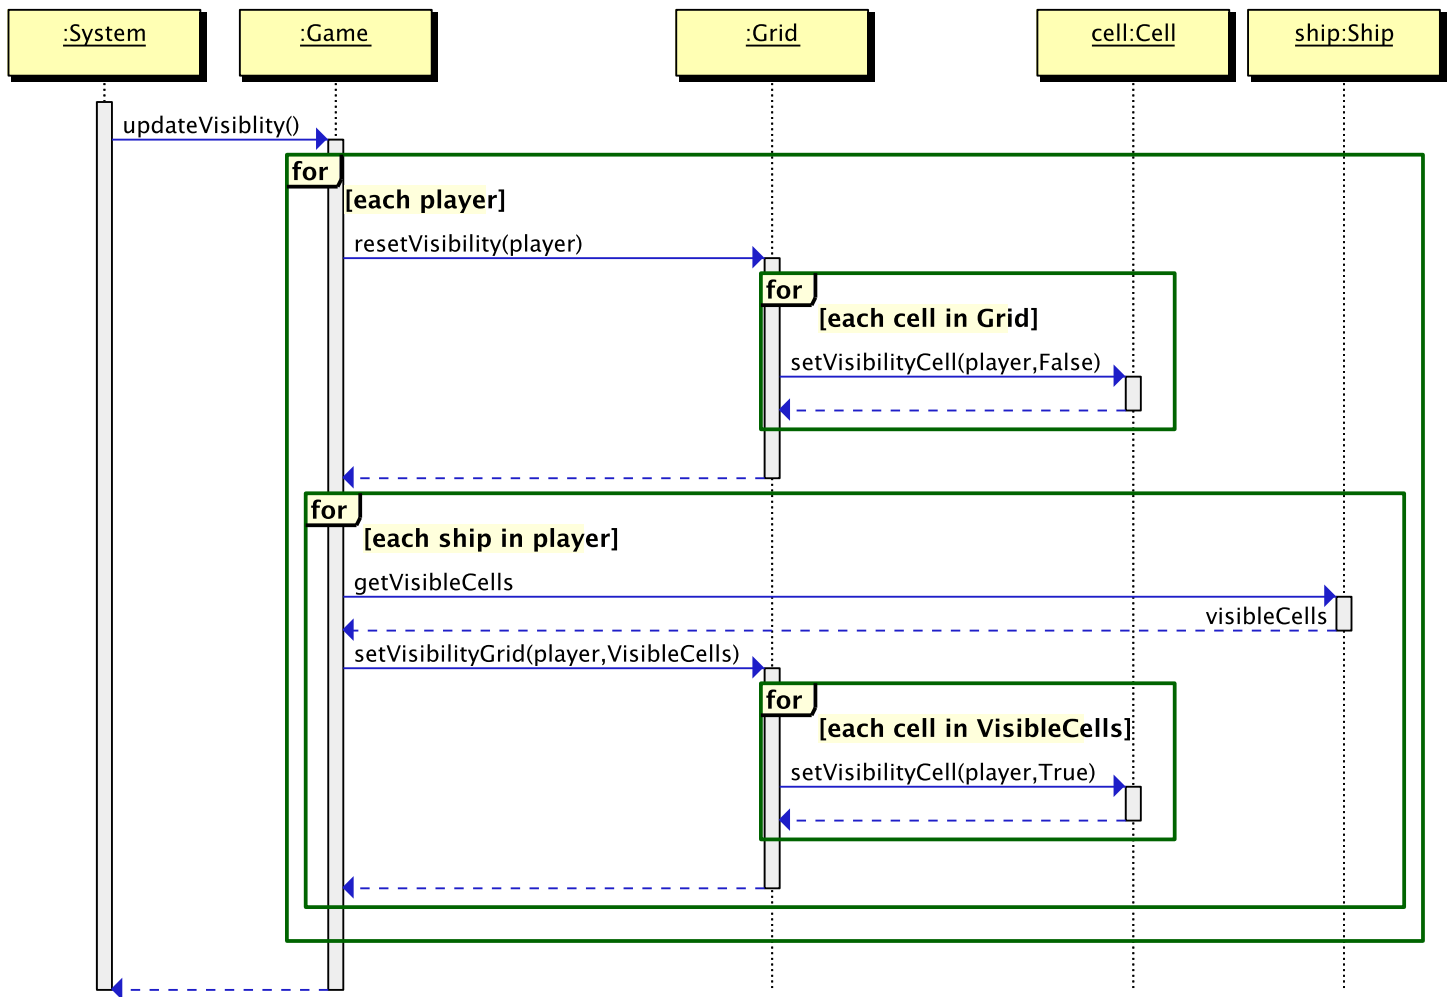 :System
:Game
:Grid
cell:Cell
ship:Ship
updateVisiblity()
for
[each player]
resetVisibility(player)
for
[each cell in Grid]
setVisibilityCell(player,False)
for
[each ship in player]
getVisibleCells
visibleCells
setVisibilityGrid(player,VisibleCells)
for
[each cell in VisibleCells]
setVisibilityCell(player,True)